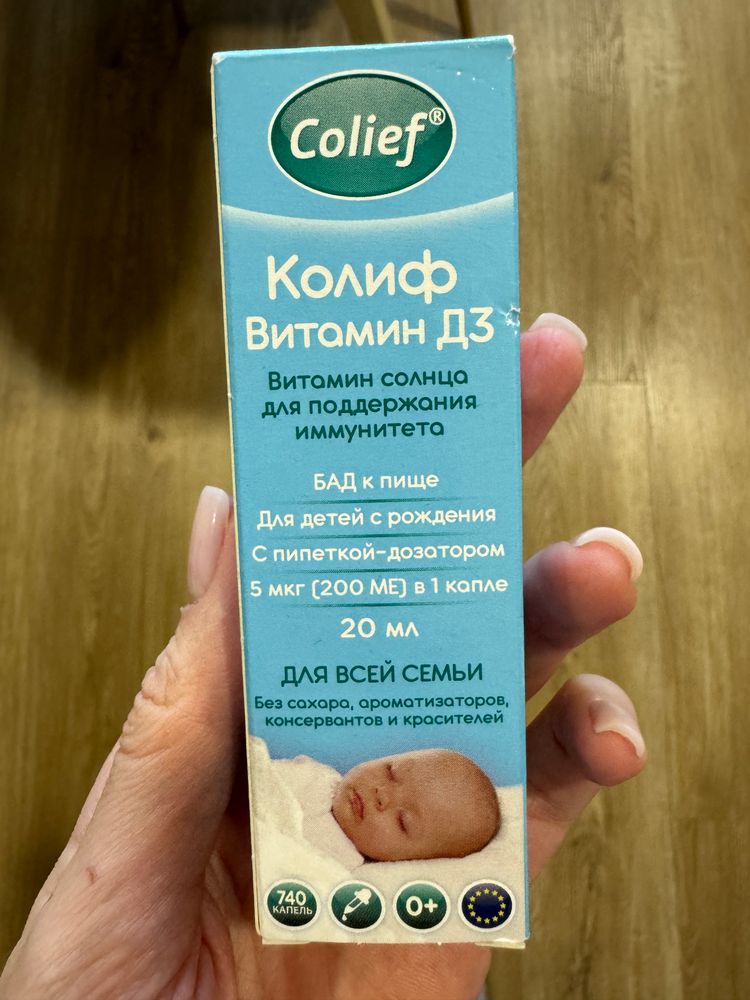 Colief®
Колиф
Витамин Д3
Витамин солнца
для поддержания
иммунитета
БАД к пище
Для детей с рождения
С пипеткой-дозатором
5 мкг (200 МЕ) в 1 капле
20 мл
ДЛЯ ВСЕЙ СЕМЬИ
Без сахара, ароматизаторов,
консервантов и красителей
740
КАПЕЛЬ
0+